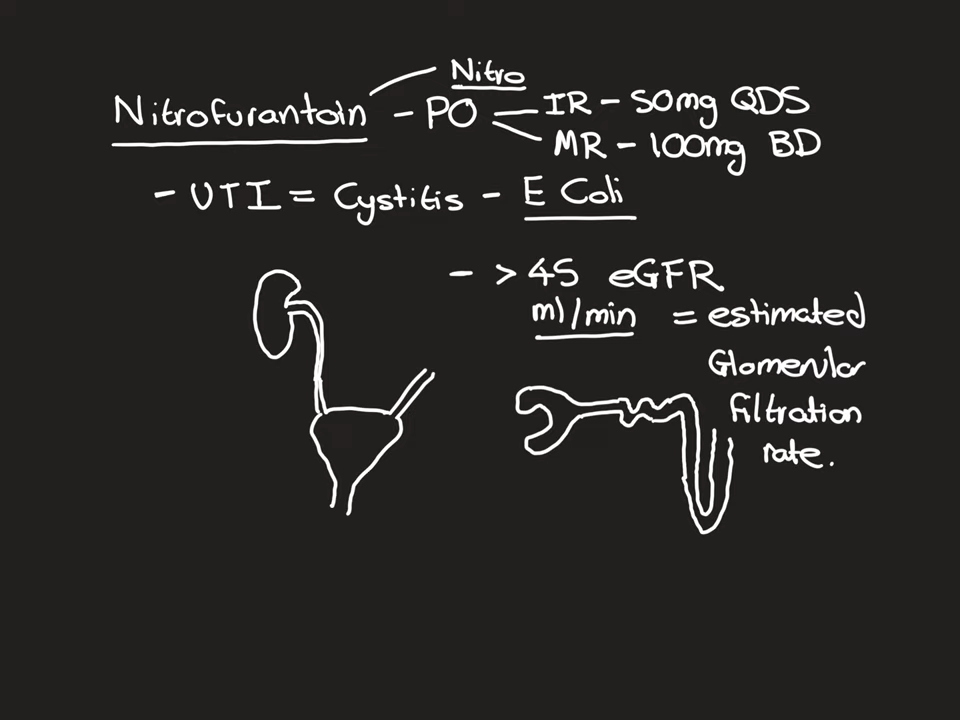 Nitro
Nitrofurantoin - PO - IR - 50mg QDS
MR - 100mg BD
- UTI = Cystitis - E Coli
- > 45 eGFR
ml/min = estimated
Glomerular
filtration
rate.